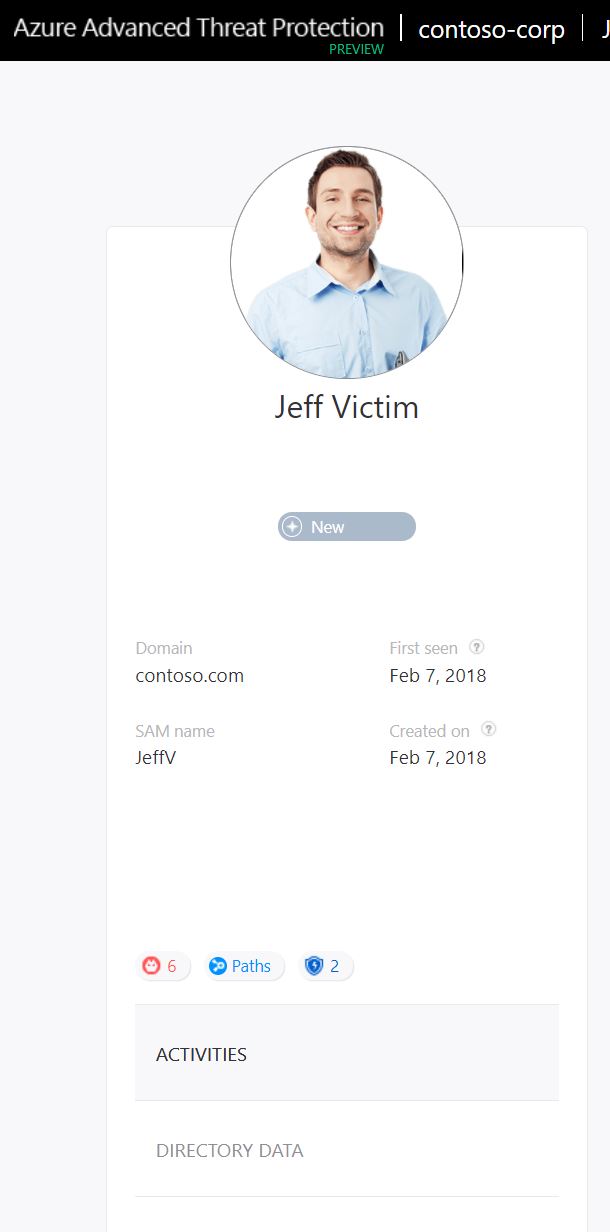 Azure Advanced Threat Protection | contoso-corp | J
PREVIEW
Jeff Victim
New
Domain
First seen ?
contoso.com
Feb 7, 2018
SAM name
Created on ?
JeffV
Feb 7, 2018
6 Paths 2
ACTIVITIES
DIRECTORY DATA